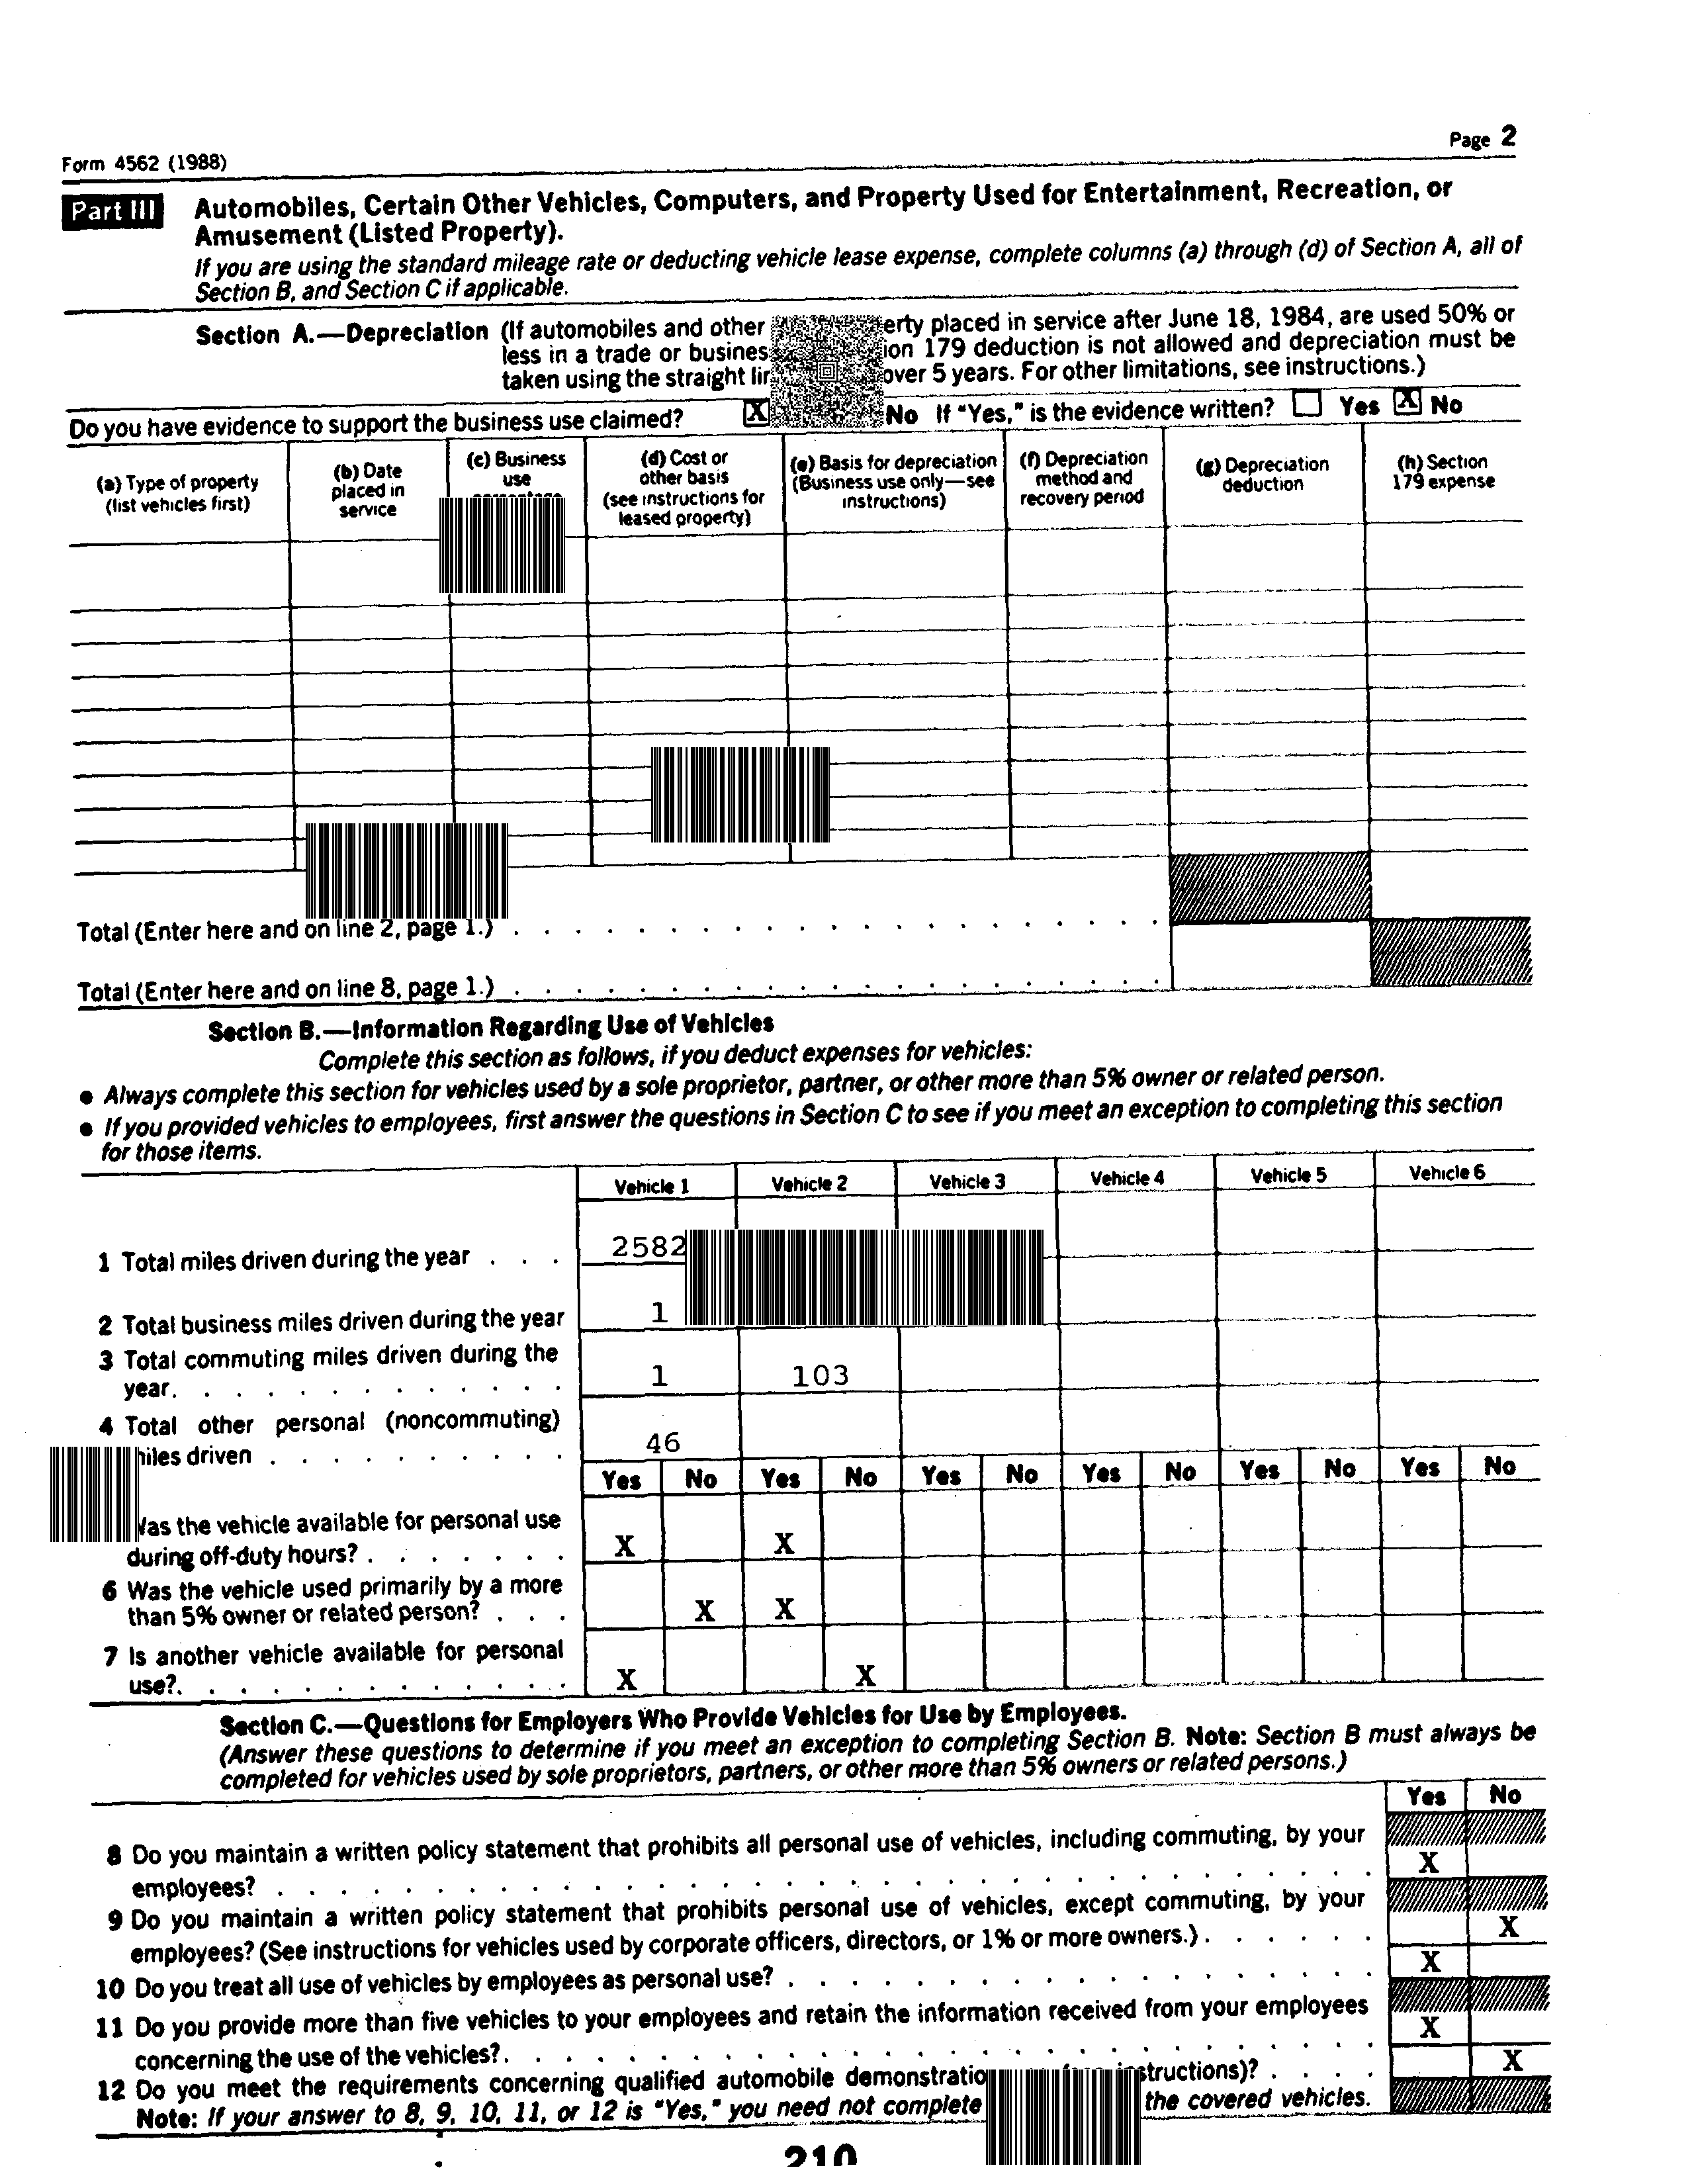 Form 4562 (1988)
Page 2
Part III
Automobiles, Certain Other Vehicles, Computers, and Property Used for Entertainment, Recreation, or
Amusement (Listed Property).
If you are using the standard mileage rate or deducting vehicle lease expense, complete columns (a) through (d) of Section A, all of
Section B, and Section C if applicable.
Section A.—Depreciation (If automobiles and other erty placed in service after June 18, 1984, are used 50% or
less in a trade or busines ion 179 deduction is not allowed and depreciation must be
taken using the straight lir over 5 years. For other limitations, see instructions.)
Do you have evidence to support the business use claimed? X No If "Yes," is the evidence written? Yes X No
(a) Type of property
(list vehicles first)
(b) Date
placed in
service
(c) Business
use
(d) Cost or
other basis
(see instructions for
leased property)
(e) Basis for depreciation
(Business use only—see
instructions)
(f) Depreciation
method and
recovery period
(g) Depreciation
deduction
(h) Section
179 expense
Total (Enter here and on line 2, page 1.)
Total (Enter here and on line 8, page 1.)
Section B.—Information Regarding Use of Vehicles
Complete this section as follows, if you deduct expenses for vehicles:
● Always complete this section for vehicles used by a sole proprietor, partner, or other more than 5% owner or related person.
● If you provided vehicles to employees, first answer the questions in Section C to see if you meet an exception to completing this section
for those items.
Vehicle 1 Vehicle 2 Vehicle 3 Vehicle 4 Vehicle 5 Vehicle 6
1 Total miles driven during the year . . . 2582
2 Total business miles driven during the year 1
3 Total commuting miles driven during the
year. . . . . . . . . . . . . 1 103
4 Total other personal (noncommuting)
iles driven . . . . . . . . . . 46
Yes No Yes No Yes No Yes No Yes No Yes No
as the vehicle available for personal use
during off-duty hours? . . . . . . . X X
6 Was the vehicle used primarily by a more
than 5% owner or related person? . . . X X
7 Is another vehicle available for personal
use?. . . . . . . . . . . . . X X
Section C.—Questions for Employers Who Provide Vehicles for Use by Employees.
(Answer these questions to determine if you meet an exception to completing Section B. Note: Section B must always be
completed for vehicles used by sole proprietors, partners, or other more than 5% owners or related persons.)
Yes No
8 Do you maintain a written policy statement that prohibits all personal use of vehicles, including commuting, by your
employees? X
9 Do you maintain a written policy statement that prohibits personal use of vehicles, except commuting, by your
employees? (See instructions for vehicles used by corporate officers, directors, or 1% or more owners.) . . . . . . X
10 Do you treat all use of vehicles by employees as personal use? X
11 Do you provide more than five vehicles to your employees and retain the information received from your employees
concerning the use of the vehicles?. X
12 Do you meet the requirements concerning qualified automobile demonstratio structions)? . . . . X
Note: If your answer to 8, 9, 10, 11, or 12 is "Yes," you need not complete the covered vehicles.
210